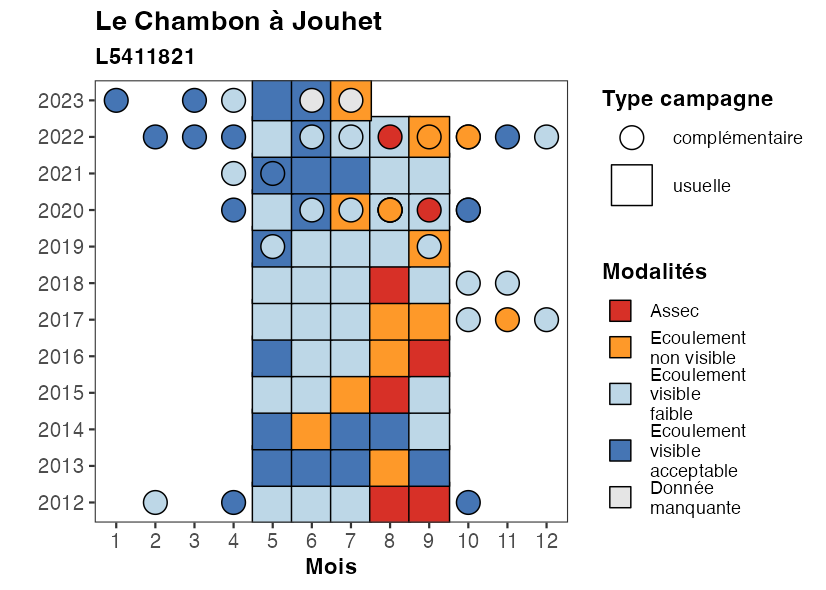 Le Chambon à Jouhet
L5411821
2023
2022
2021
2020
2019
2018
2017
2016
2015
2014
2013
2012
1 2 3 4 5 6 7 8 9 10 11 12
Mois
Type campagne
complémentaire
usuelle
Modalités
Assec
Ecoulement
non visible
Ecoulement
visible
faible
Ecoulement
visible
acceptable
Donnée
manquante